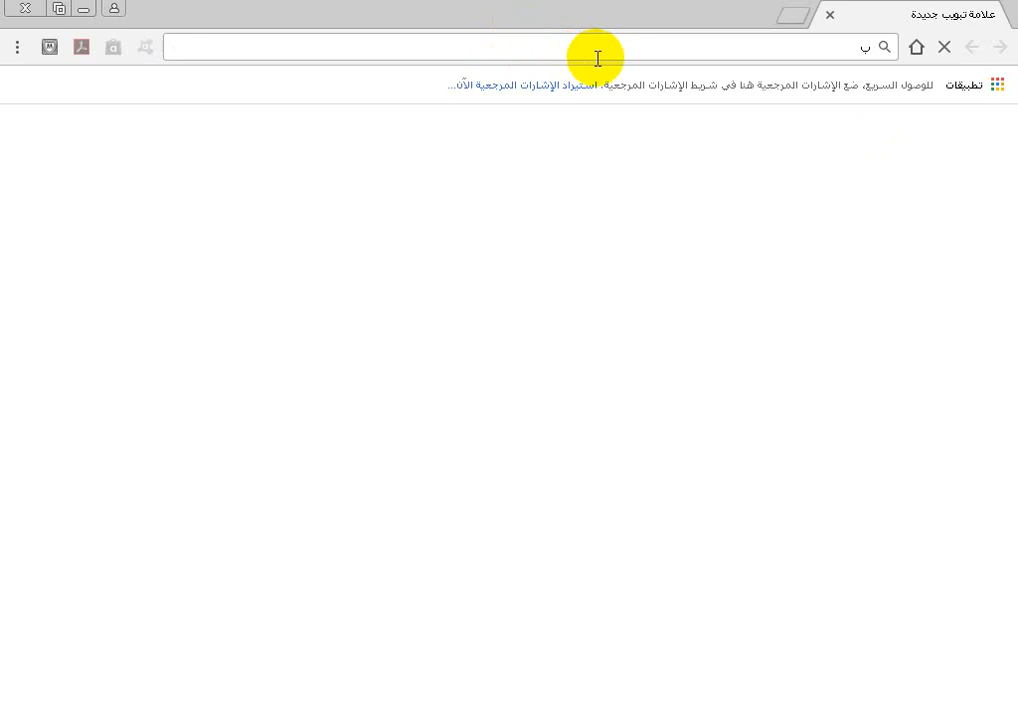 علامة تبويب جديدة
ب
تطبيقات للوصول السريع، ضع الإشارات المرجعية هنا في شريط الإشارات المرجعية. استيراد الإشارات المرجعية الآن...